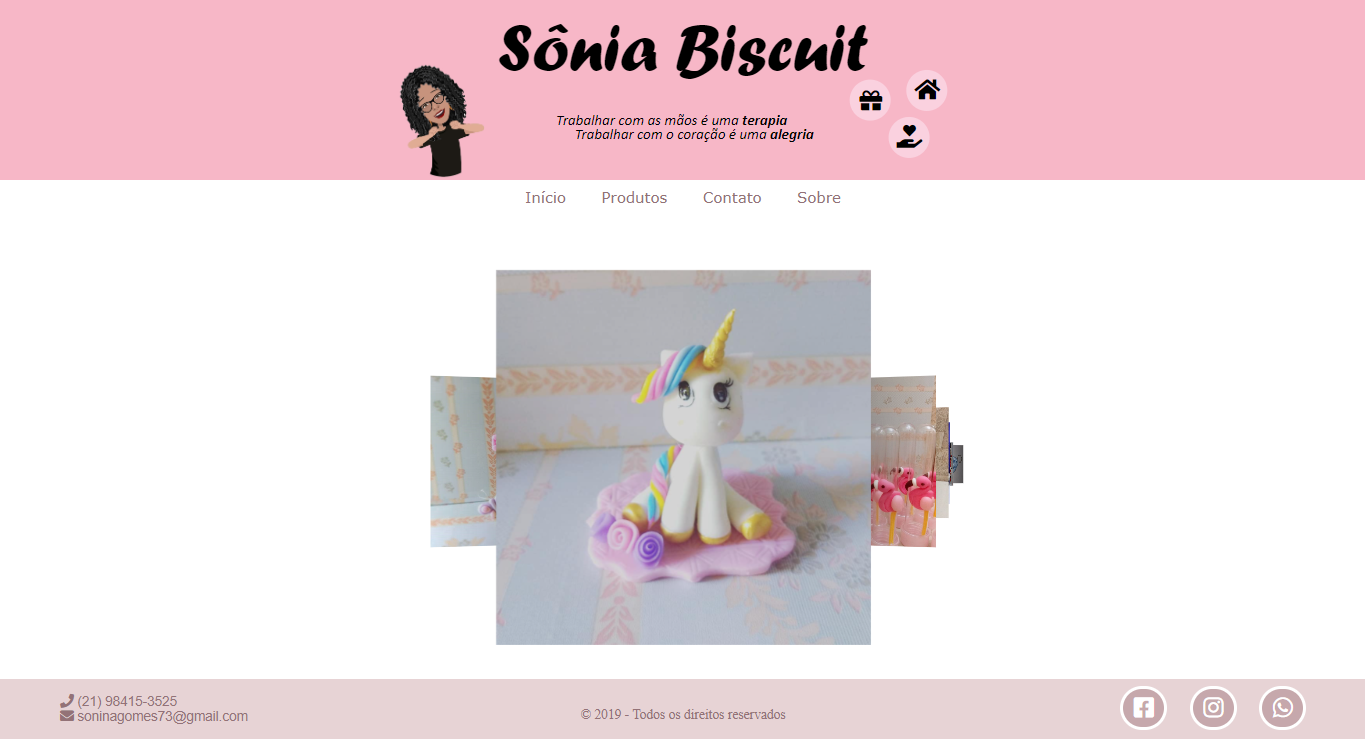 Sônia Biscuit
Trabalhar com as mãos é uma terapia
Trabalhar com o coração é uma alegria
Início Produtos Contato Sobre
(21) 98415-3525
soninagomes73@gmail.com
© 2019 - Todos os direitos reservados